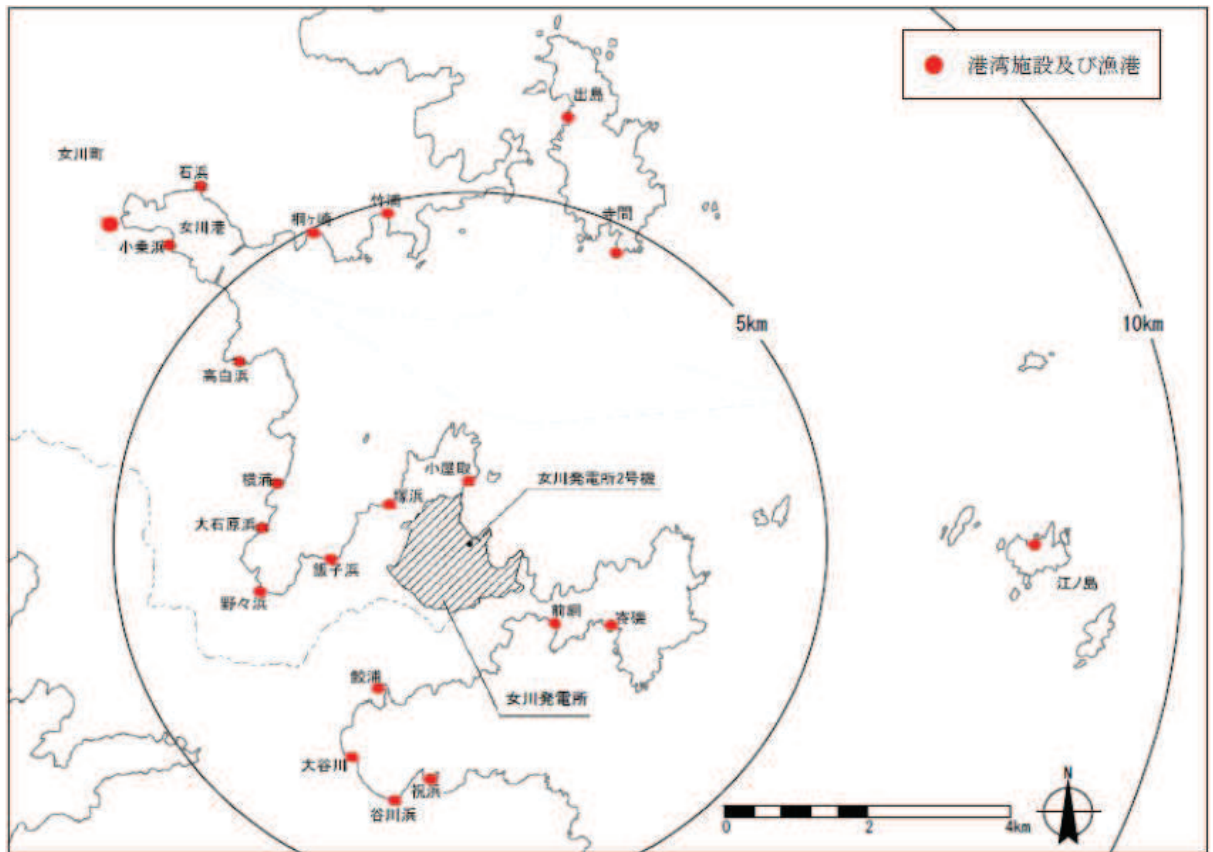 港湾施設及び漁港
出島
女川町
石浜
竹浦
寺間
桐ヶ崎
女川港
小乗浜
5km
10km
高白浜
小屋取
横浦
女川発電所2号機
塚浜
大石原浜
飯子浜
江ノ島
野々浜
前網
寄磯
鮫浦
女川発電所
大谷川
祝浜
谷川浜
N
0 2 4km